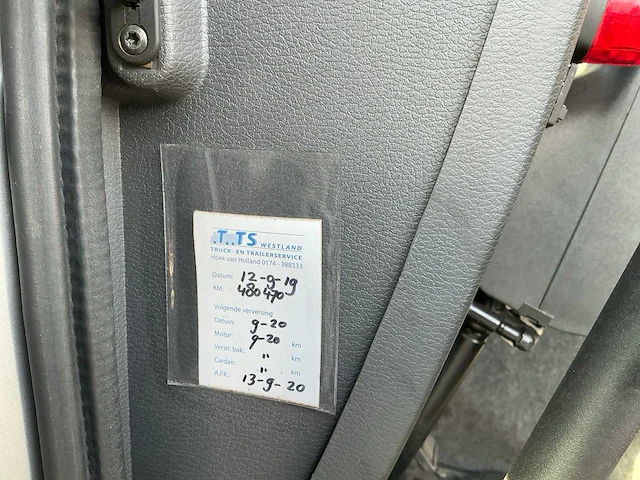 .T..TS WESTLAND
TRUCK- EN TRAILERSERVICE
Hoek van Holland 0174 - 388333
Datum: 12-9-19
KM: 480470
Volgende verversing
Datum: 9-20
Motor: 9-20 km
Versn. bak: " km
Cardan: " km
A.P.K.: 13-9-20